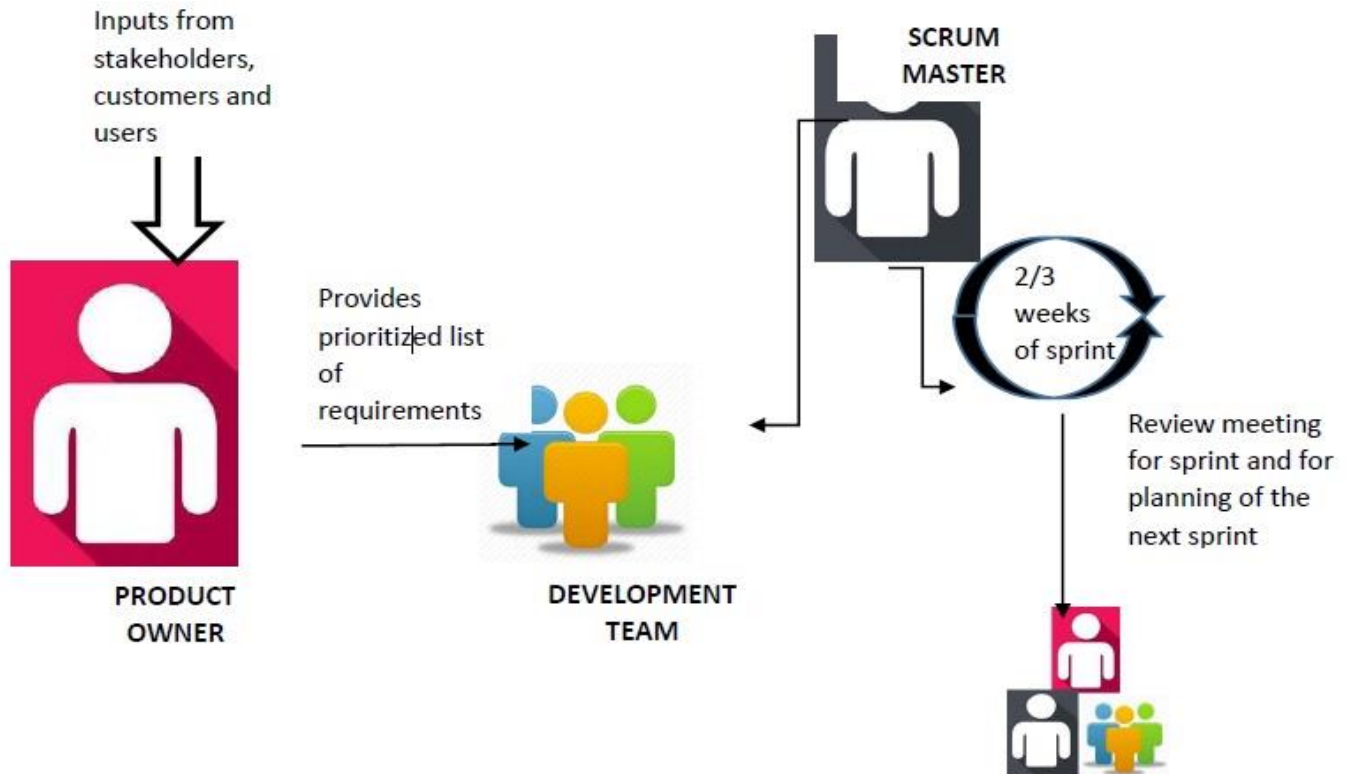 Inputs from
stakeholders,
customers and
users
SCRUM
MASTER
2/3
weeks
of sprint
Provides
prioritized list
of
requirements
Review meeting
for sprint and for
planning of the
next sprint
PRODUCT
OWNER
DEVELOPMENT
TEAM